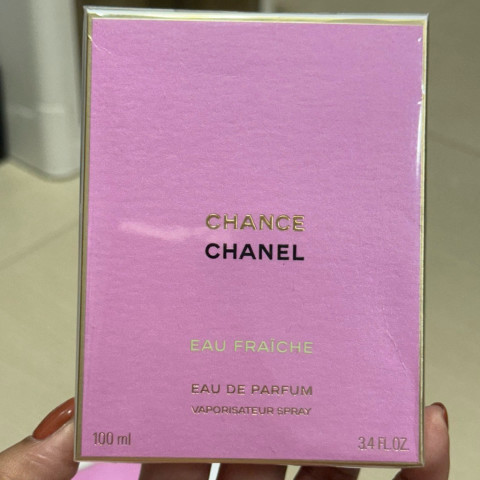 CHANCE
CHANEL
EAU FRAÎCHE
EAU DE PARFUM
VAPORISATEUR SPRAY
100 ml 3.4 FL.OZ.